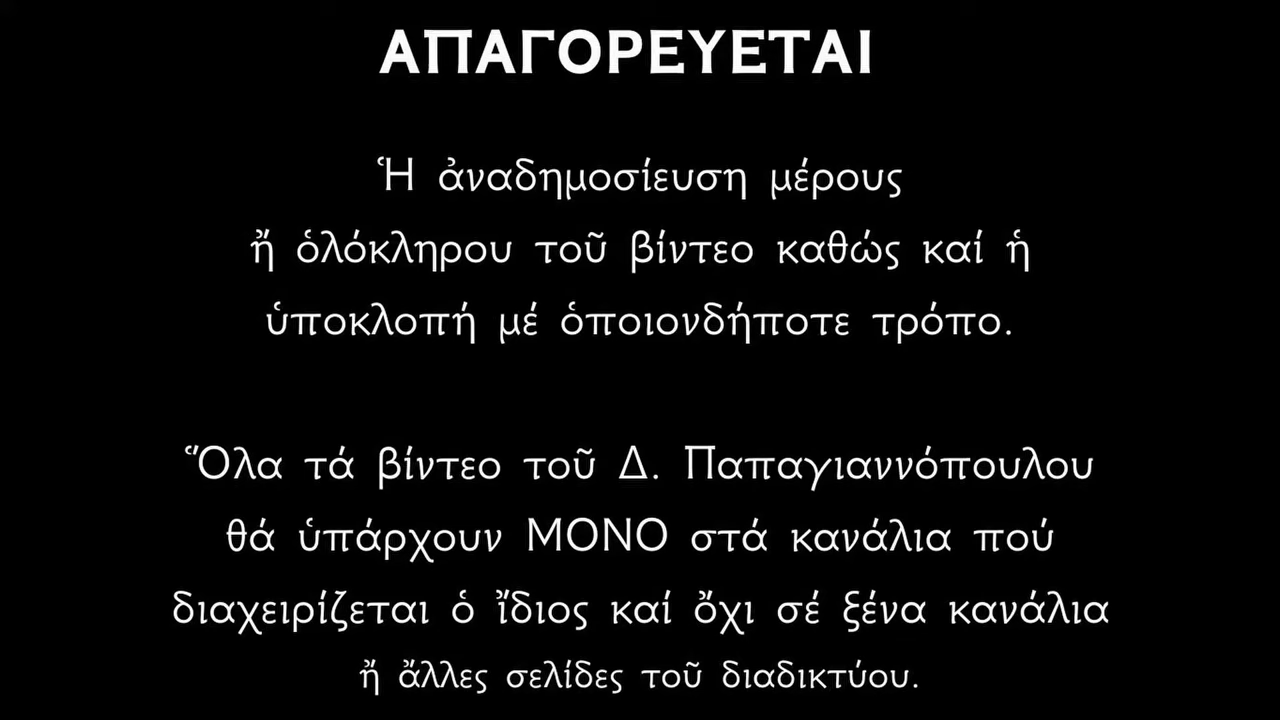 ΑΠΑΓΟΡΕΥΕΤΑΙ
Ἡ ἀναδημοσίευση μέρους
ἤ ὁλόκληρου τοῦ βίντεο καθώς καί ἡ
ὑποκλοπή μέ ὁποιονδήποτε τρόπο.
Ὅλα τά βίντεο τοῦ Δ. Παπαγιαννόπουλου
θά ὑπάρχουν ΜΟΝΟ στά κανάλια πού
διαχειρίζεται ὁ ἴδιος καί ὄχι σέ ξένα κανάλια
ἤ ἄλλες σελίδες τοῦ διαδικτύου.